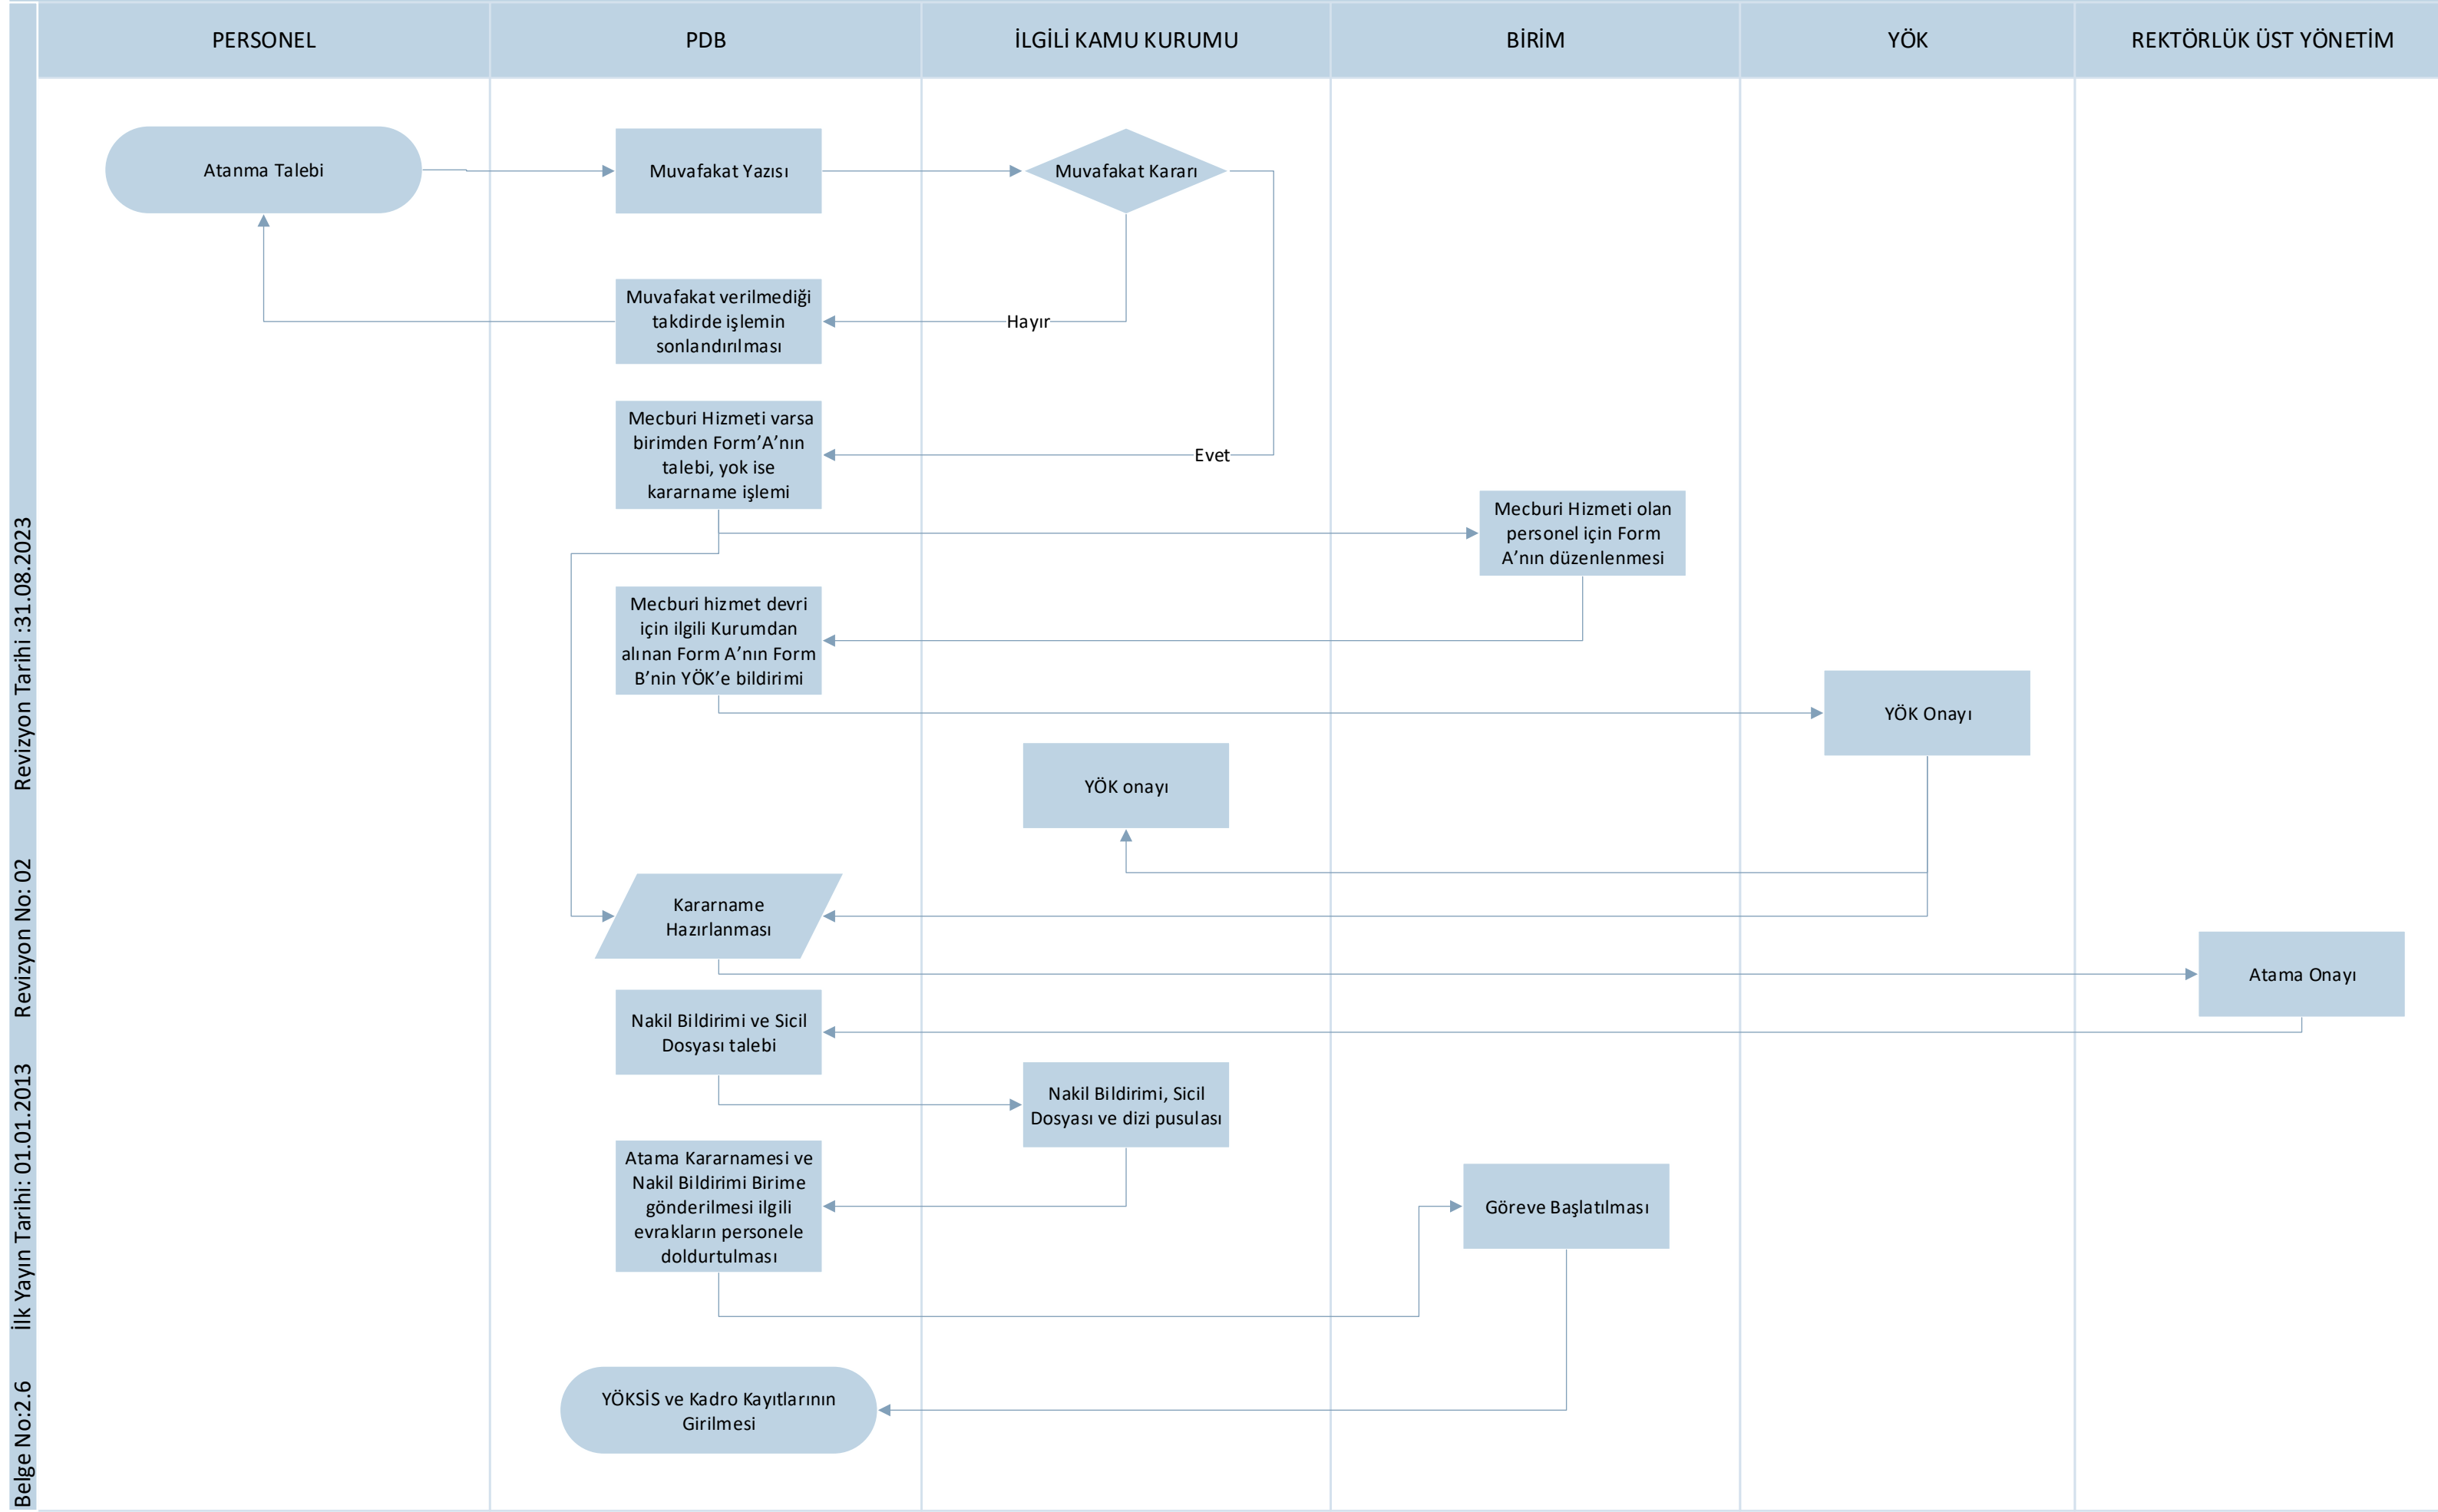 PERSONEL
PDB
İLGİLİ KAMU KURUMU
BİRİM
YÖK
REKTÖRLÜK ÜST YÖNETİM
Belge No:2.6 İlk Yayın Tarihi: 01.01.2013 Revizyon No: 02 Revizyon Tarihi :31.08.2023
Atanma Talebi
Muvafakat Yazısı
Muvafakat Kararı
Muvafakat verilmediği
takdirde işlemin
sonlandırılması
Hayır
Mecburi Hizmeti varsa
birimden Form’A’nın
talebi, yok ise
kararname işlemi
Evet
Mecburi Hizmeti olan
personel için Form
A’nın düzenlenmesi
Mecburi hizmet devri
için ilgili Kurumdan
alınan Form A’nın Form
B’nin YÖK’e bildirimi
YÖK Onayı
YÖK onayı
Kararname
Hazırlanması
Atama Onayı
Nakil Bildirimi ve Sicil
Dosyası talebi
Nakil Bildirimi, Sicil
Dosyası ve dizi pusulası
Atama Kararnamesi ve
Nakil Bildirimi Birime
gönderilmesi ilgili
evrakların personele
doldurtulması
Göreve Başlatılması
YÖKSİS ve Kadro Kayıtlarının
Girilmesi